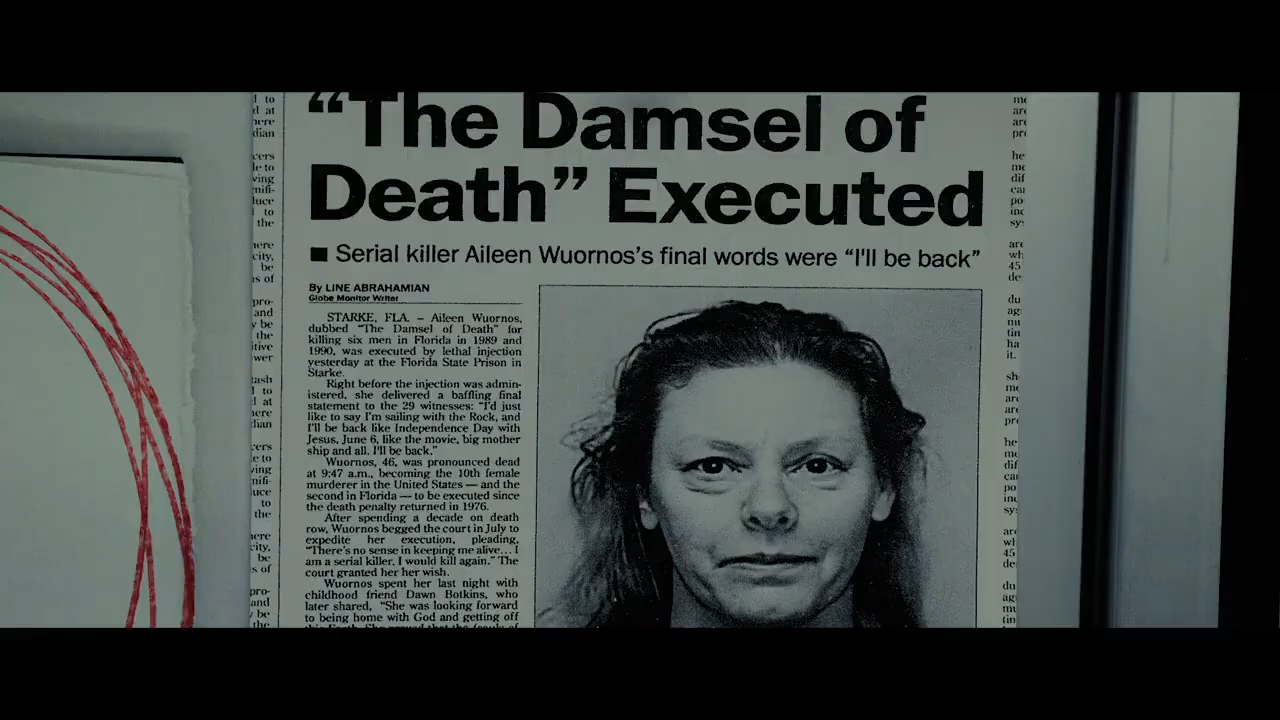 “The Damsel of
Death” Executed
■ Serial killer Aileen Wuornos’s final words were “I’ll be back”
By LINE ABRAHAMIAN
Globe Monitor Writer
STARKE, FLA. – Aileen Wuornos,
dubbed “The Damsel of Death” for
killing six men in Florida in 1989 and
1990, was executed by lethal injection
yesterday at the Florida State Prison in
Starke.
Right before the injection was admin-
istered, she delivered a baffling final
statement to the 29 witnesses: “I’d just
like to say I’m sailing with the Rock, and
I’ll be back like Independence Day with
Jesus, June 6, like the movie, big mother
ship and all. I’ll be back.”
Wuornos, 46, was pronounced dead
at 9:47 a.m., becoming the 10th female
murderer in the United States — and the
second in Florida — to be executed since
the death penalty returned in 1976.
After spending a decade on death
row, Wuornos begged the court in July to
expedite her execution, pleading,
“There’s no sense in keeping me alive… I
am a serial killer. I would kill again.” The
court granted her her wish.
Wuornos spent her last night with
childhood friend Dawn Botkins, who
later shared, “She was looking forward
to being home with God and getting off